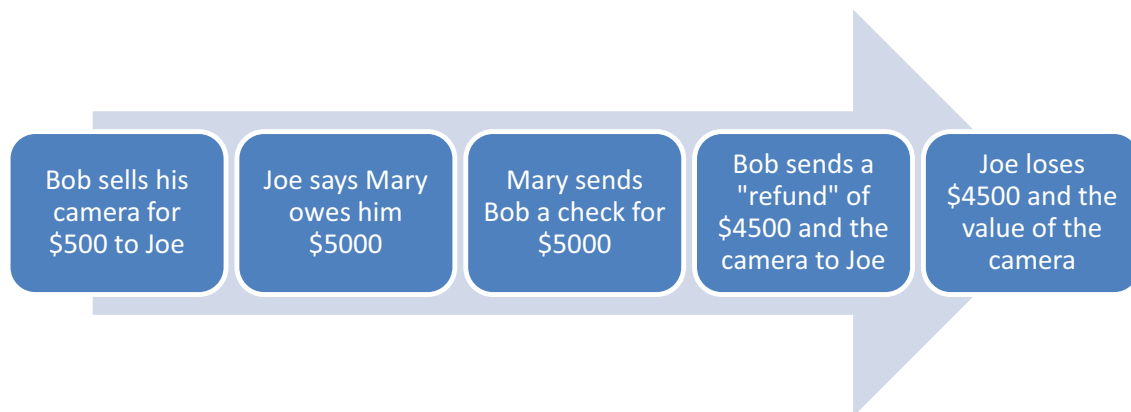 Bob sells his
camera for
$500 to Joe
Joe says Mary
owes him
$5000
Mary sends
Bob a check for
$5000
Bob sends a
"refund" of
$4500 and the
camera to Joe
Joe loses
$4500 and the
value of the
camera